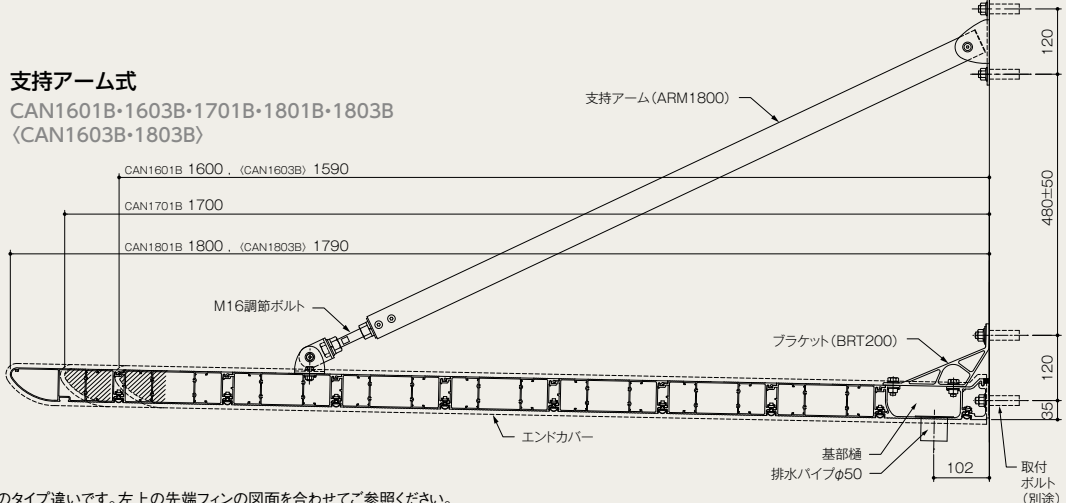 支持アーム式
CAN1601B・1603B・1701B・1801B・1803B
〈CAN1603B・1803B〉
CAN1601B 1600 , 〈CAN1603B〉 1590
CAN1701B 1700
CAN1801B 1800 , 〈CAN1803B〉 1790
支持アーム(ARM1800)
M16調節ボルト
ブラケット(BRT200)
エンドカバー
基部樋
排水パイプφ50
102
取付
ボルト
(別途)
120
480±50
120
35
のタイプ違いです。左上の先端フィンの図面を合わせてご参照ください。